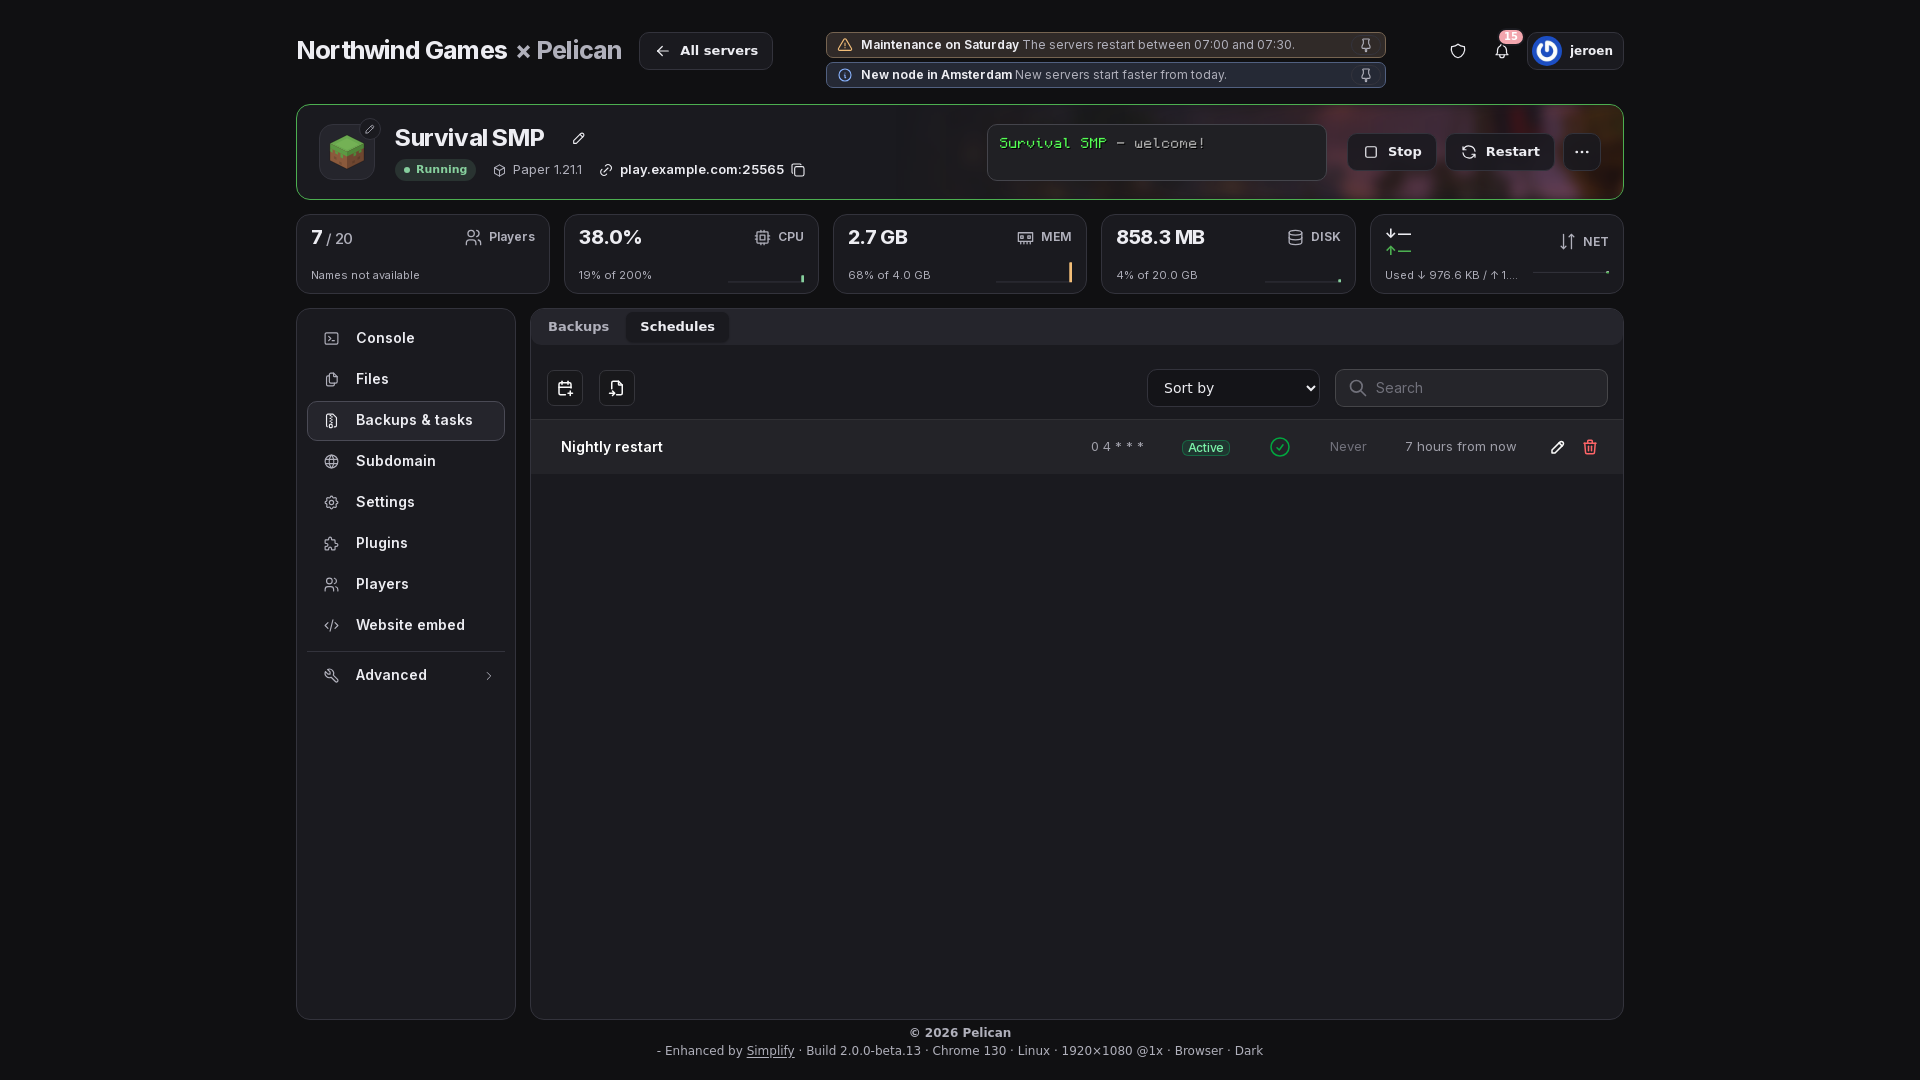 Northwind Games × Pelican
All servers
Maintenance on Saturday The servers restart between 07:00 and 07:30.
New node in Amsterdam New servers start faster from today.
15
jeroen
Survival SMP
Running
Paper 1.21.1
play.example.com:25565
Survival SMP - welcome!
Stop
Restart
7 / 20
Players
Names not available
38.0%
CPU
19% of 200%
2.7 GB
MEM
68% of 4.0 GB
858.3 MB
DISK
4% of 20.0 GB
↓—
↑—
NET
Used ↓ 976.6 KB / ↑ 1....
Console
Files
Backups & tasks
Subdomain
Settings
Plugins
Players
Website embed
Advanced
Backups
Schedules
Sort by
Search
Nightly restart
0 4 * * *
Active
Never
7 hours from now
© 2026 Pelican
- Enhanced by Simplify · Build 2.0.0-beta.13 · Chrome 130 · Linux · 1920×1080 @1x · Browser · Dark